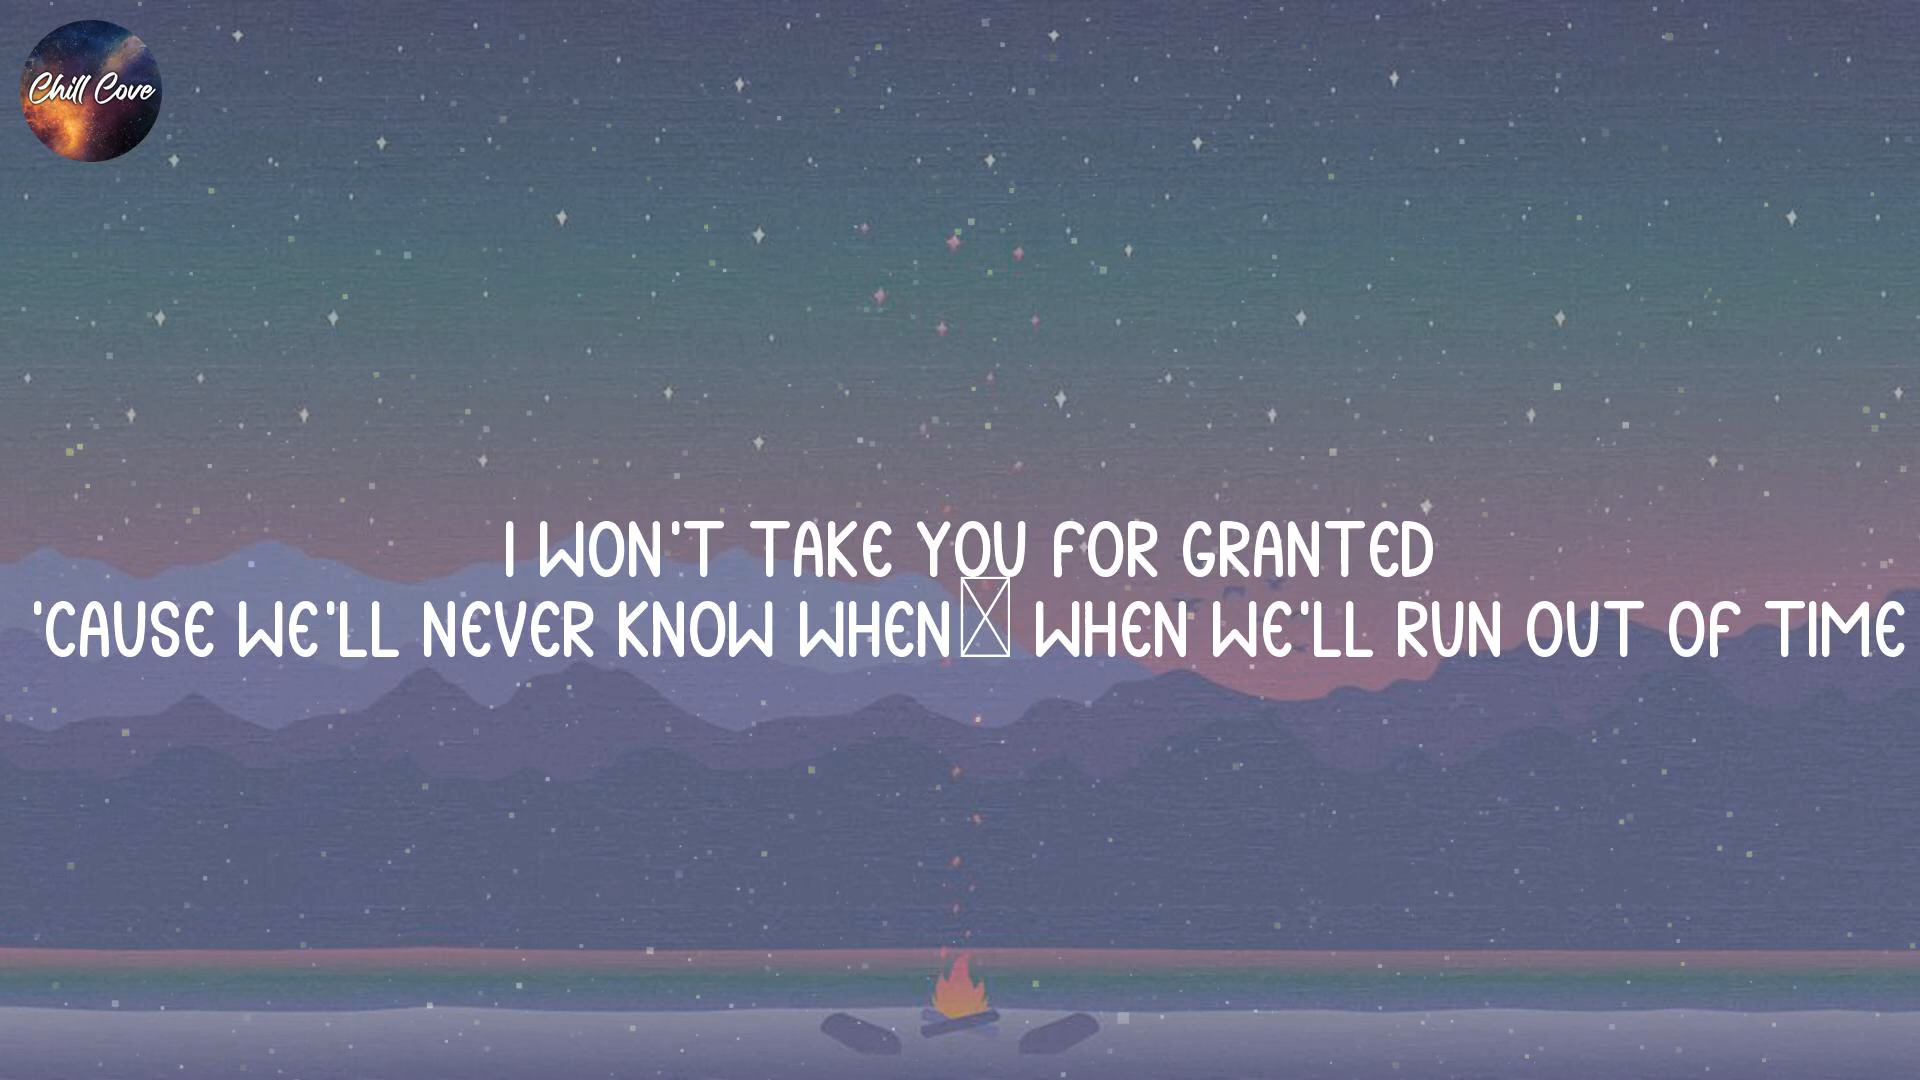 Chill Cove
I WON'T TAKE YOU FOR GRANTED
'CAUSE WE'LL NEVER KNOW WHEN WHEN WE'LL RUN OUT OF TIME